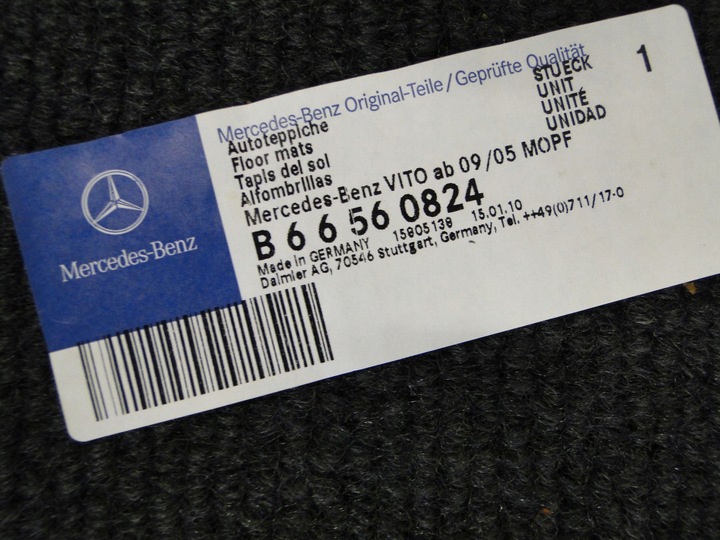 Mercedes-Benz Original-Teile / Geprüfte Qualität
Autoteppiche
Floor mats
Tapis del sol
Alfombrillas
STUECK 1
UNIT
UNITÉ
UNIDAD
Mercedes-Benz VITO ab 09/05 MOPF
B 6 6 56 0824
Made in GERMANY 15805138 15.01.10
Daimler AG, 70546 Stuttgart, Germany, Tel. ++49(0)711/17-0
Mercedes-Benz